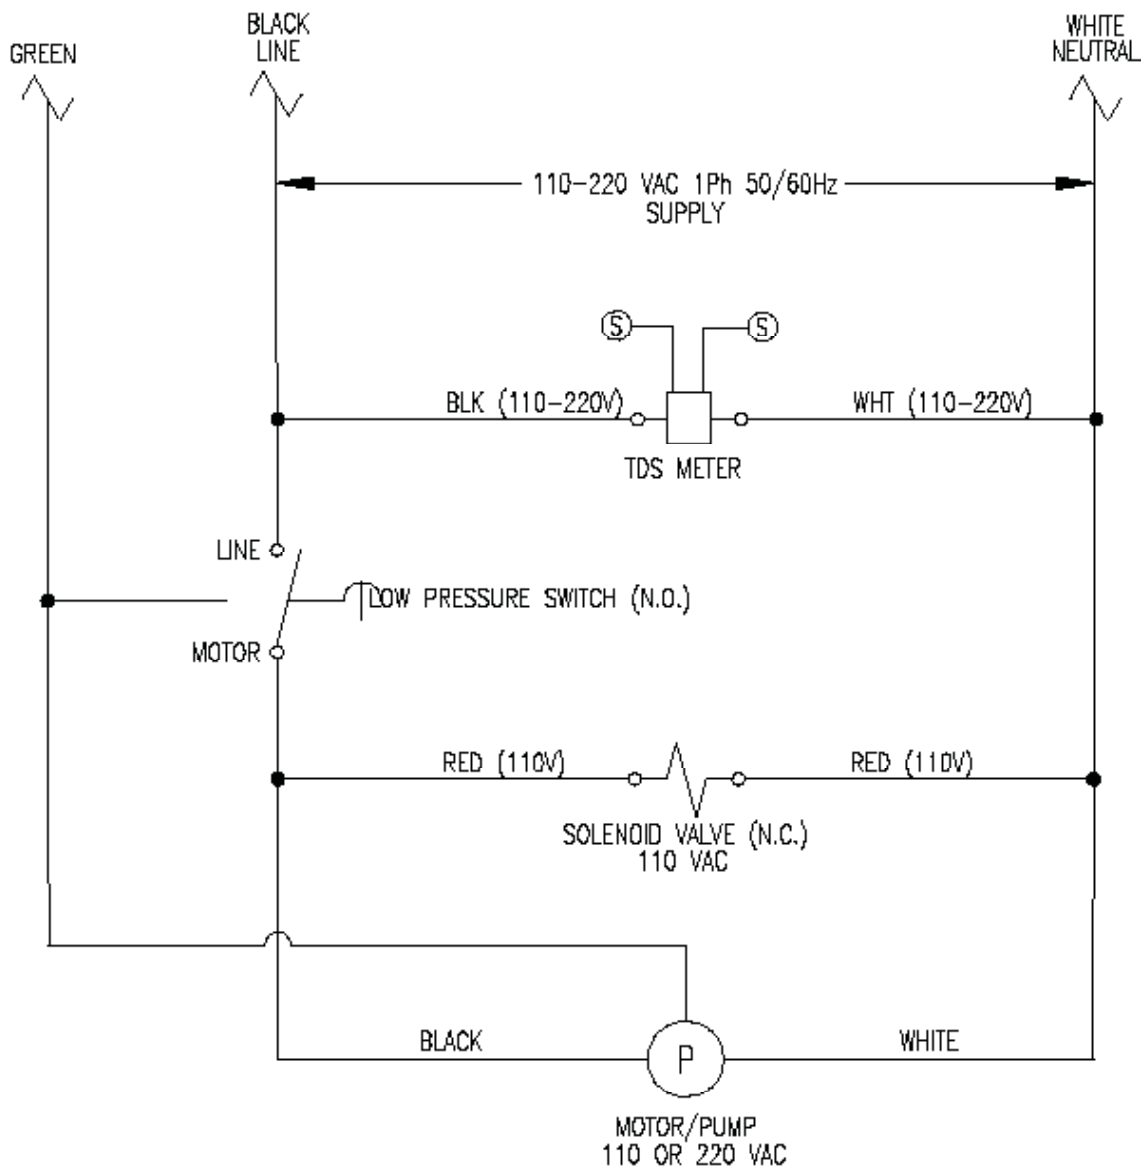 GREEN
BLACK
LINE
WHITE
NEUTRAL
110-220 VAC 1Ph 50/60Hz
SUPPLY
S
S
BLK (110-220V)
WHT (110-220V)
TDS METER
LINE
LOW PRESSURE SWITCH (N.O.)
MOTOR
RED (110V)
RED (110V)
SOLENOID VALVE (N.C.)
110 VAC
BLACK
P
WHITE
MOTOR/PUMP
110 OR 220 VAC